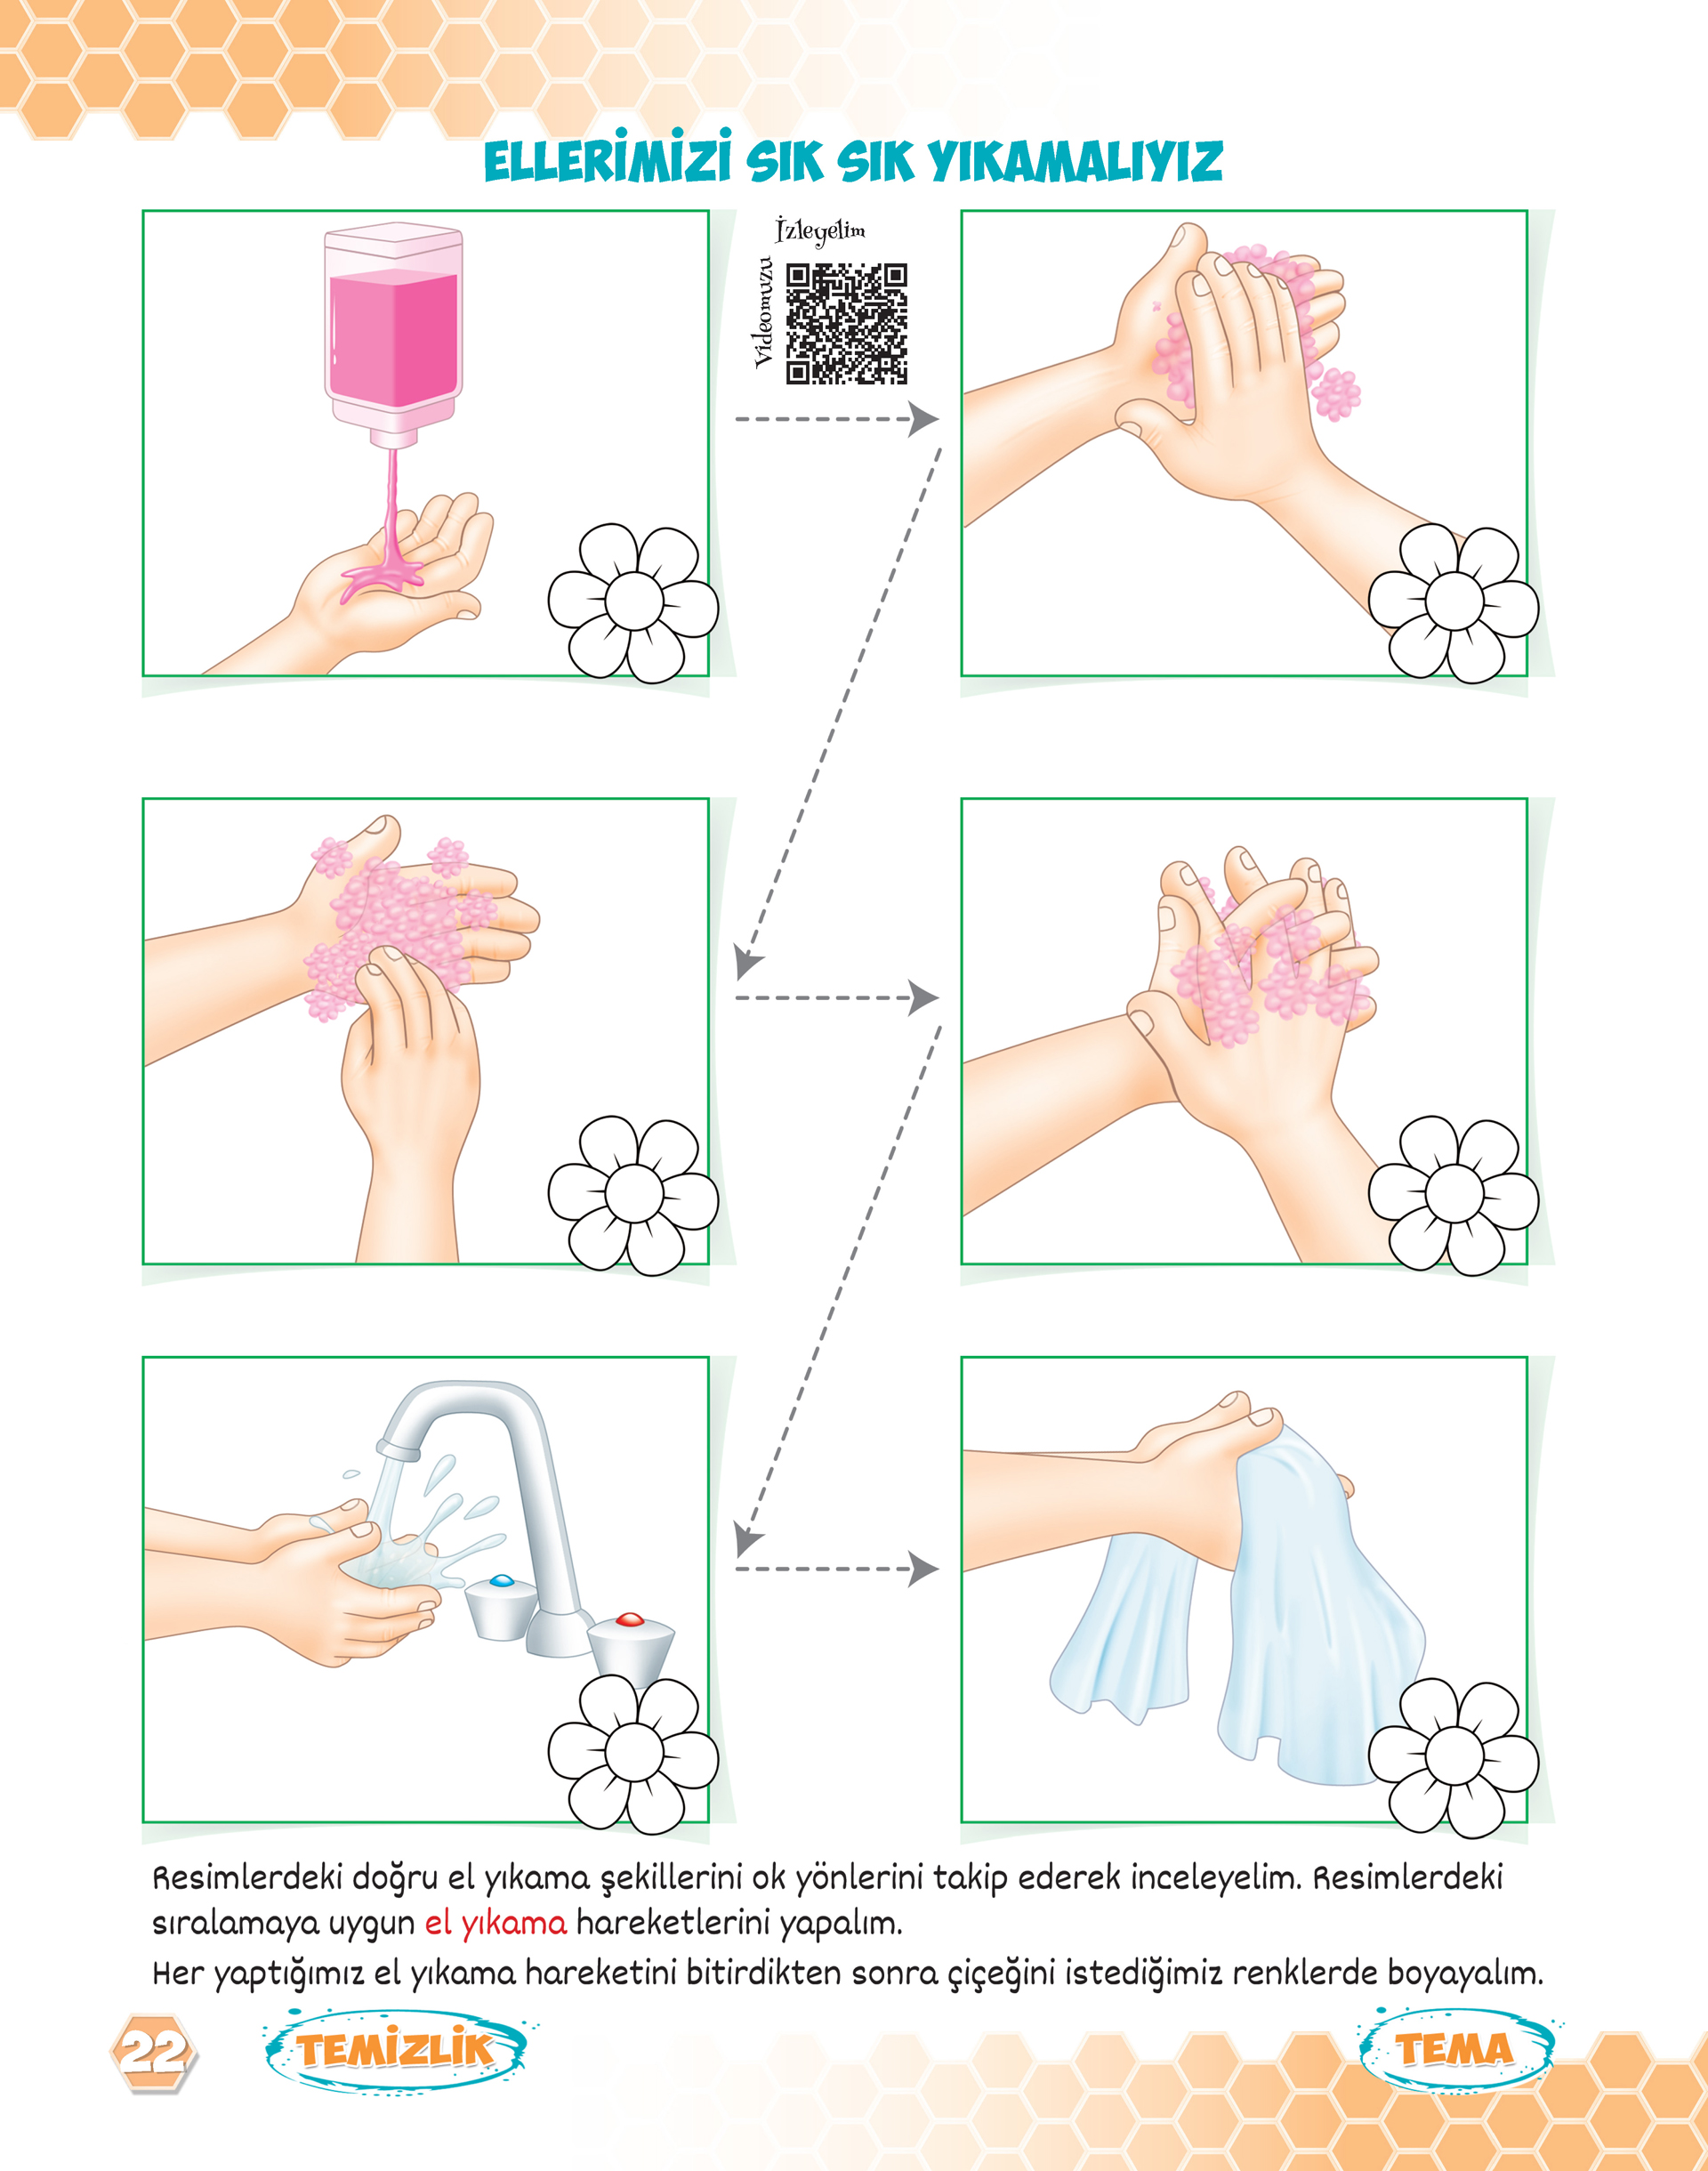 ELLERİMİZİ SIK SIK YIKAMALIYIZ
İzleyelim
Videomuzu
Resimlerdeki doğru el yıkama şekillerini ok yönlerini takip ederek inceleyelim. Resimlerdeki
sıralamaya uygun el yıkama hareketlerini yapalım.
Her yaptığımız el yıkama hareketini bitirdikten sonra çiçeğini istediğimiz renklerde boyayalım.
22
TEMİZLİK
TEMA